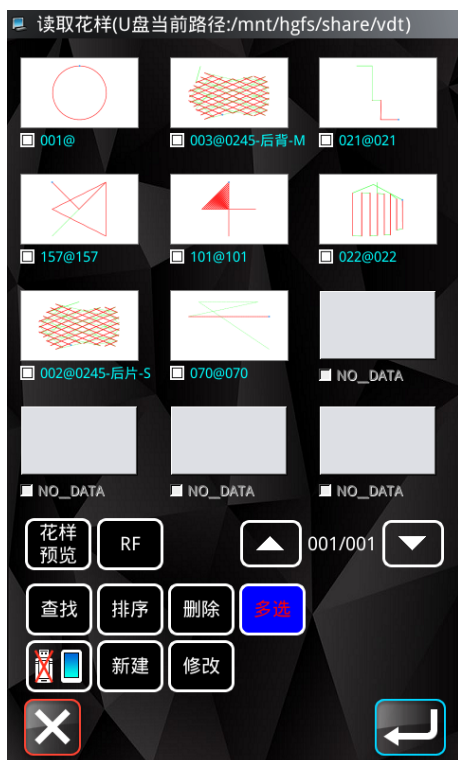 读取花样(U盘当前路径:/mnt/hgfs/share/vdt)
001@ 003@0245-后背-M 021@021
157@157 101@101 022@022
002@0245-后片-S 070@070 NO_DATA
NO_DATA NO_DATA NO_DATA
花样预览 RF 001/001
查找 排序 删除 多选
新建 修改